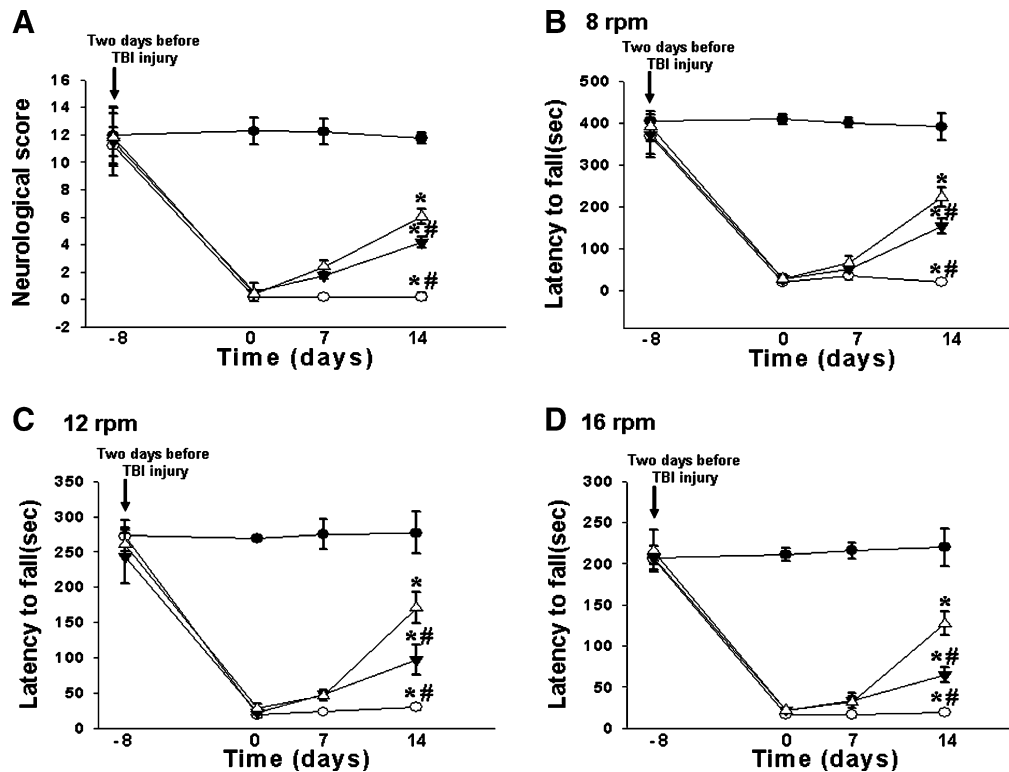 A
Two days before
TBI injury
Neurological score
16
14
12
10
8
6
4
2
0
-2
*
*#
*#
-8 0 7 14
Time (days)
B 8 rpm
Two days before
TBI injury
Latency to fall(sec)
500
400
300
200
100
0
*
*#
*#
-8 0 7 14
Time (days)
C 12 rpm
Two days before
TBI injury
Latency to fall(sec)
350
300
250
200
150
100
50
0
*
*#
*#
-8 0 7 14
Time (days)
D 16 rpm
Two days before
TBI injury
Latency to fall(sec)
300
250
200
150
100
50
0
*
*#
*#
-8 0 7 14
Time (days)